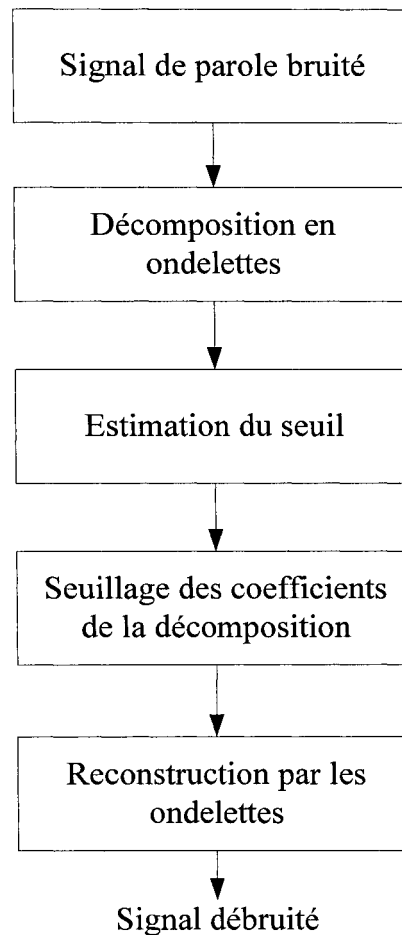 Signal de parole bruité
Décomposition en
ondelettes
Estimation du seuil
Seuillage des coefficients
de la décomposition
Reconstruction par les
ondelettes
Signal débruité